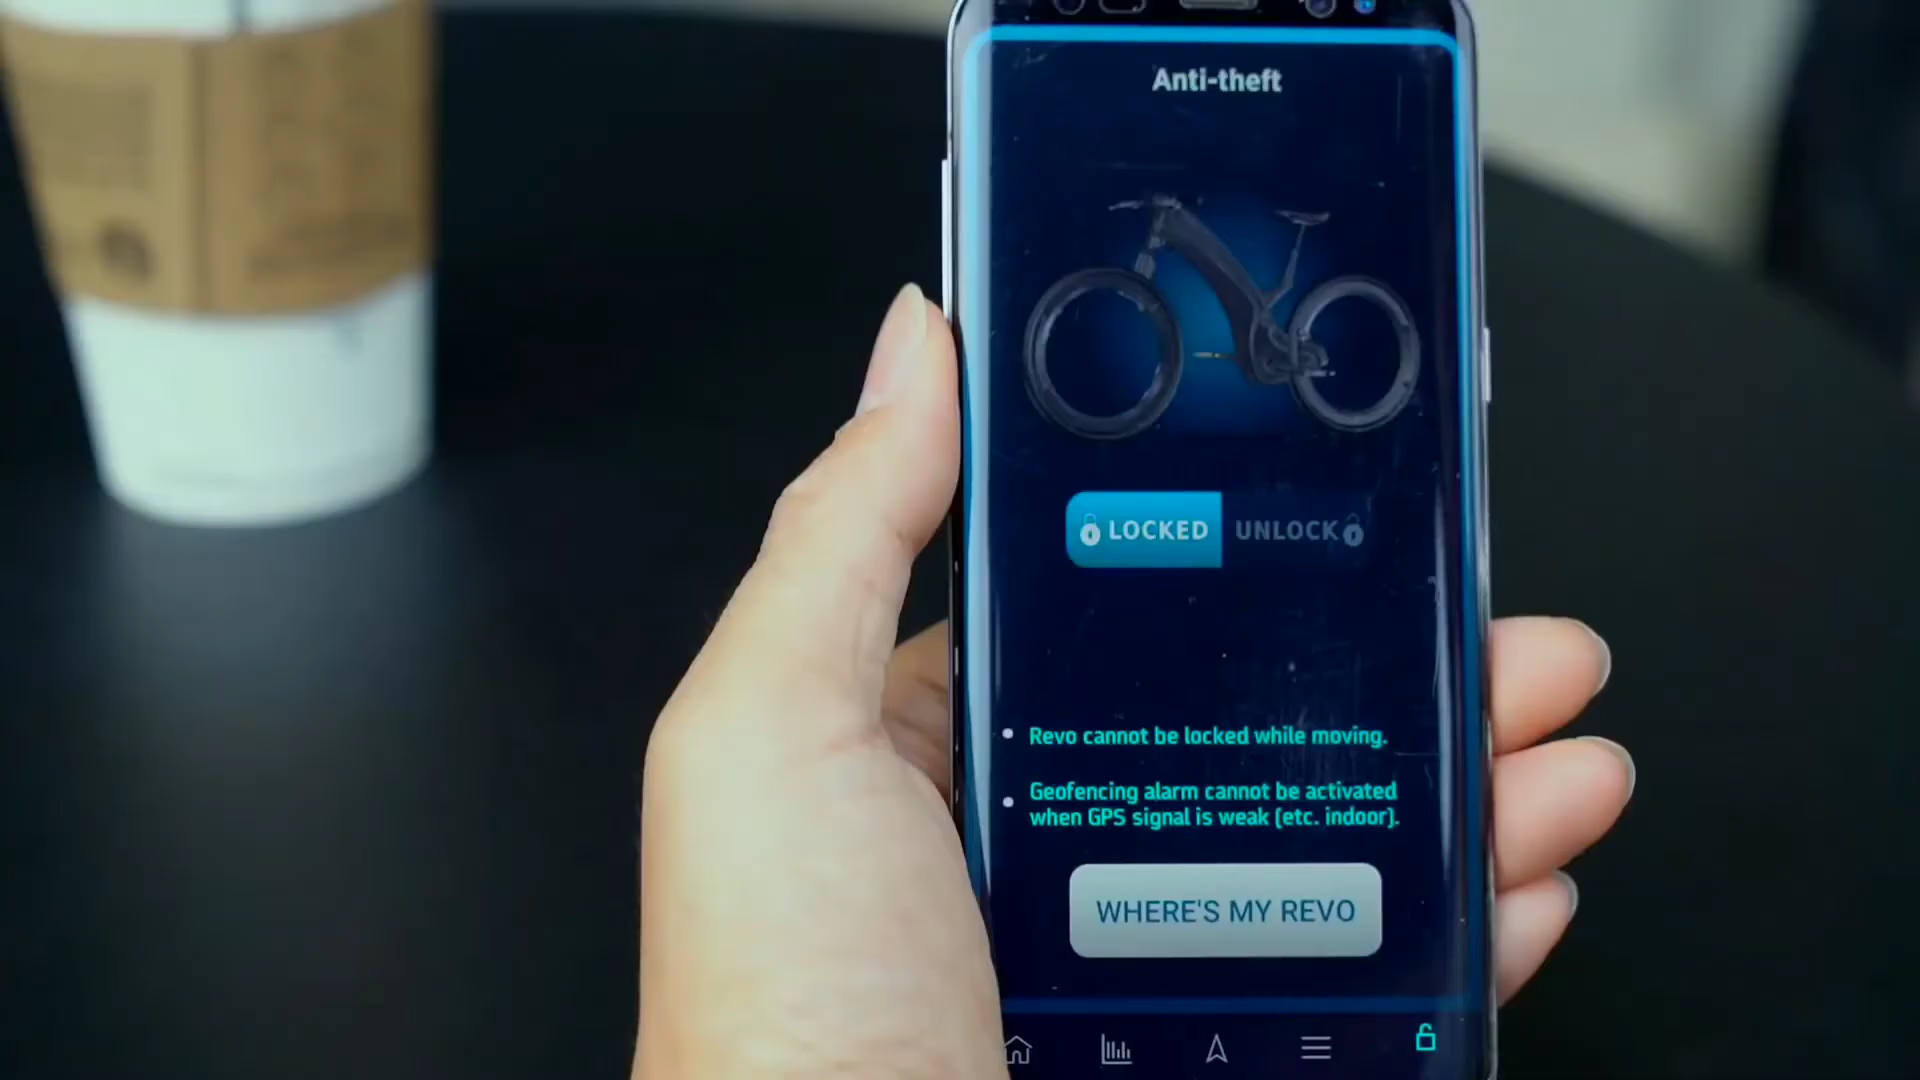 Anti-theft
LOCKED UNLOCK
Revo cannot be locked while moving.
Geofencing alarm cannot be activated
when GPS signal is weak (etc. indoor).
WHERE'S MY REVO